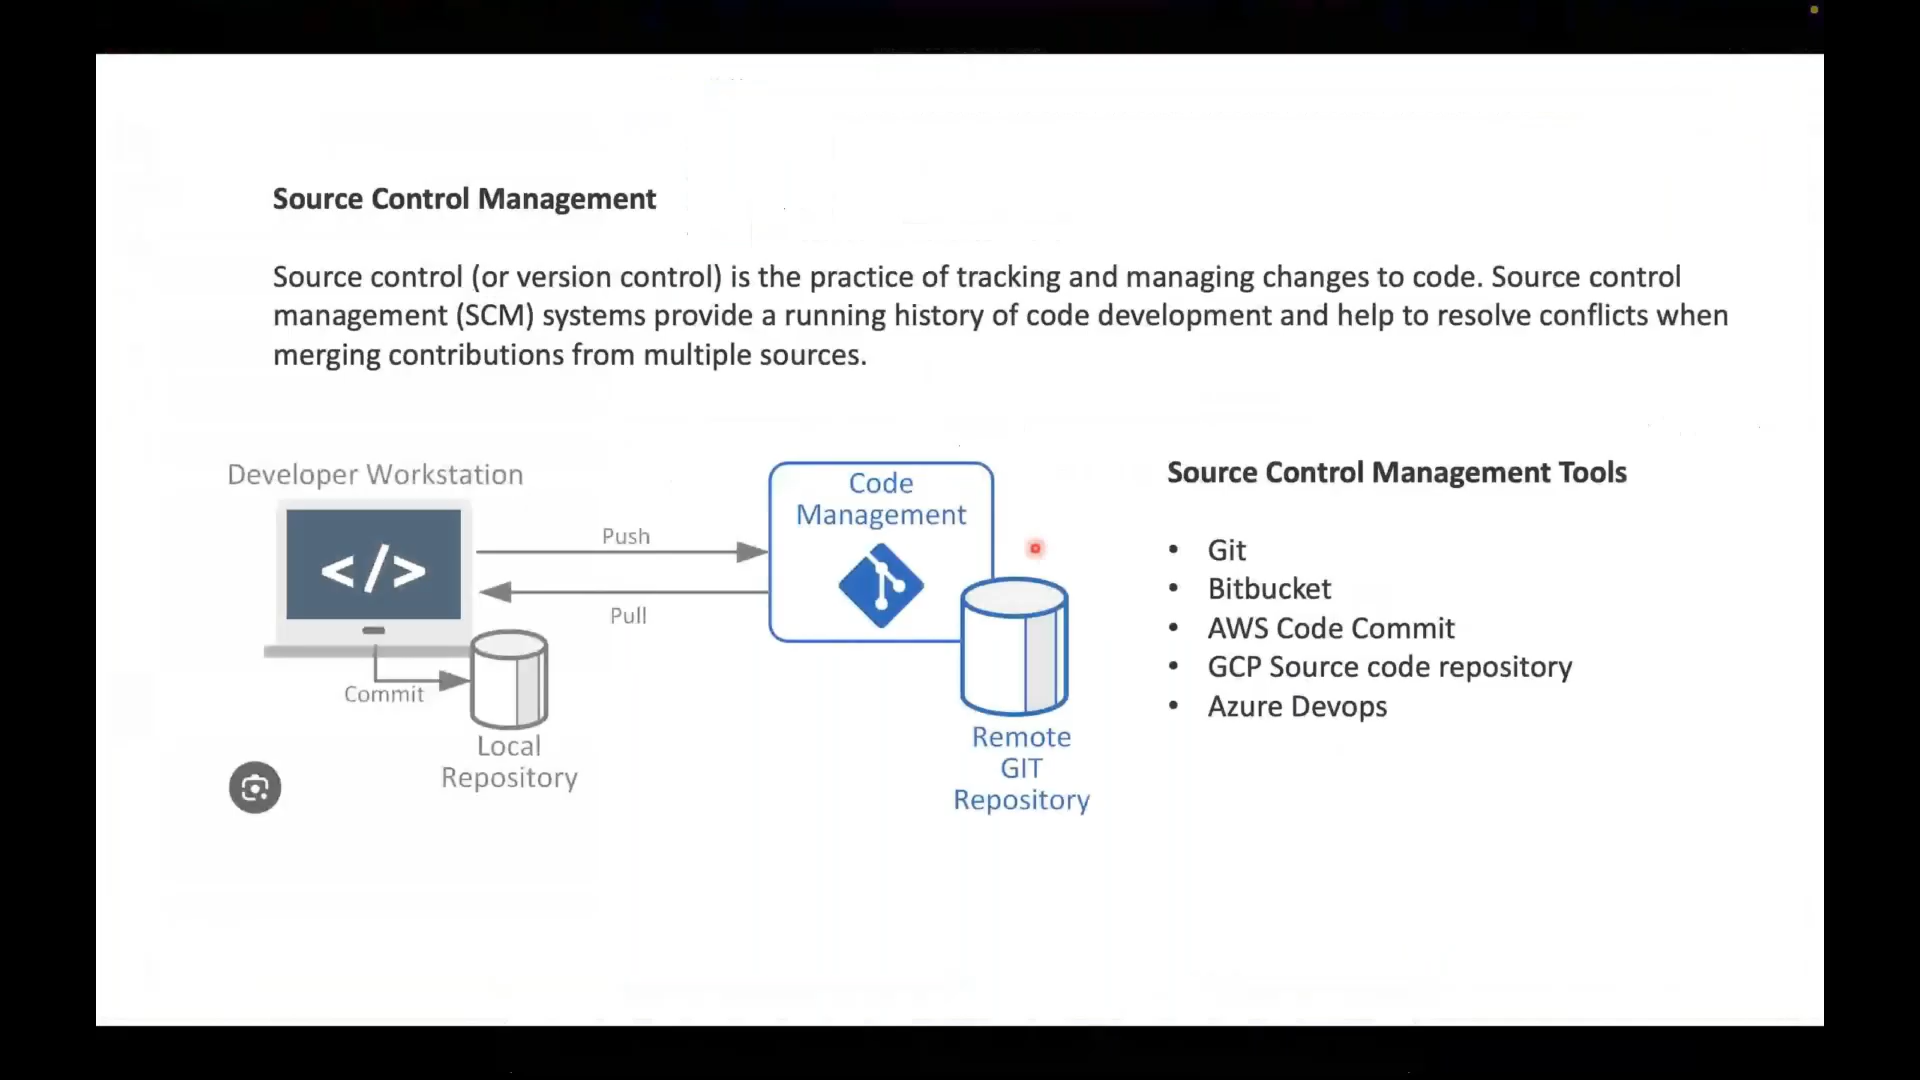 Source Control Management
Source control (or version control) is the practice of tracking and managing changes to code. Source control
management (SCM) systems provide a running history of code development and help to resolve conflicts when
merging contributions from multiple sources.
Developer Workstation
</>
Push
Pull
Commit
Local
Repository
Code
Management
Remote
GIT
Repository
Source Control Management Tools
• Git
• Bitbucket
• AWS Code Commit
• GCP Source code repository
• Azure Devops